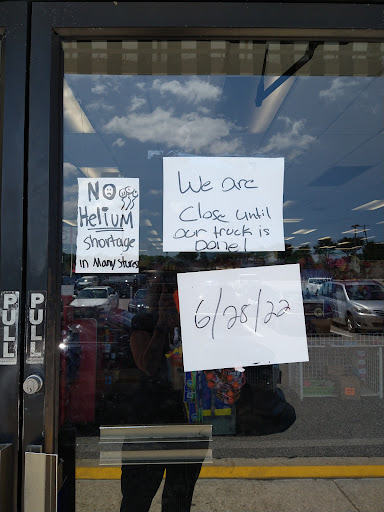 NO
Helium
shortage
in Many Stores
We are
Close until
our truck is
Done!
6/28/22
PULL
PULL